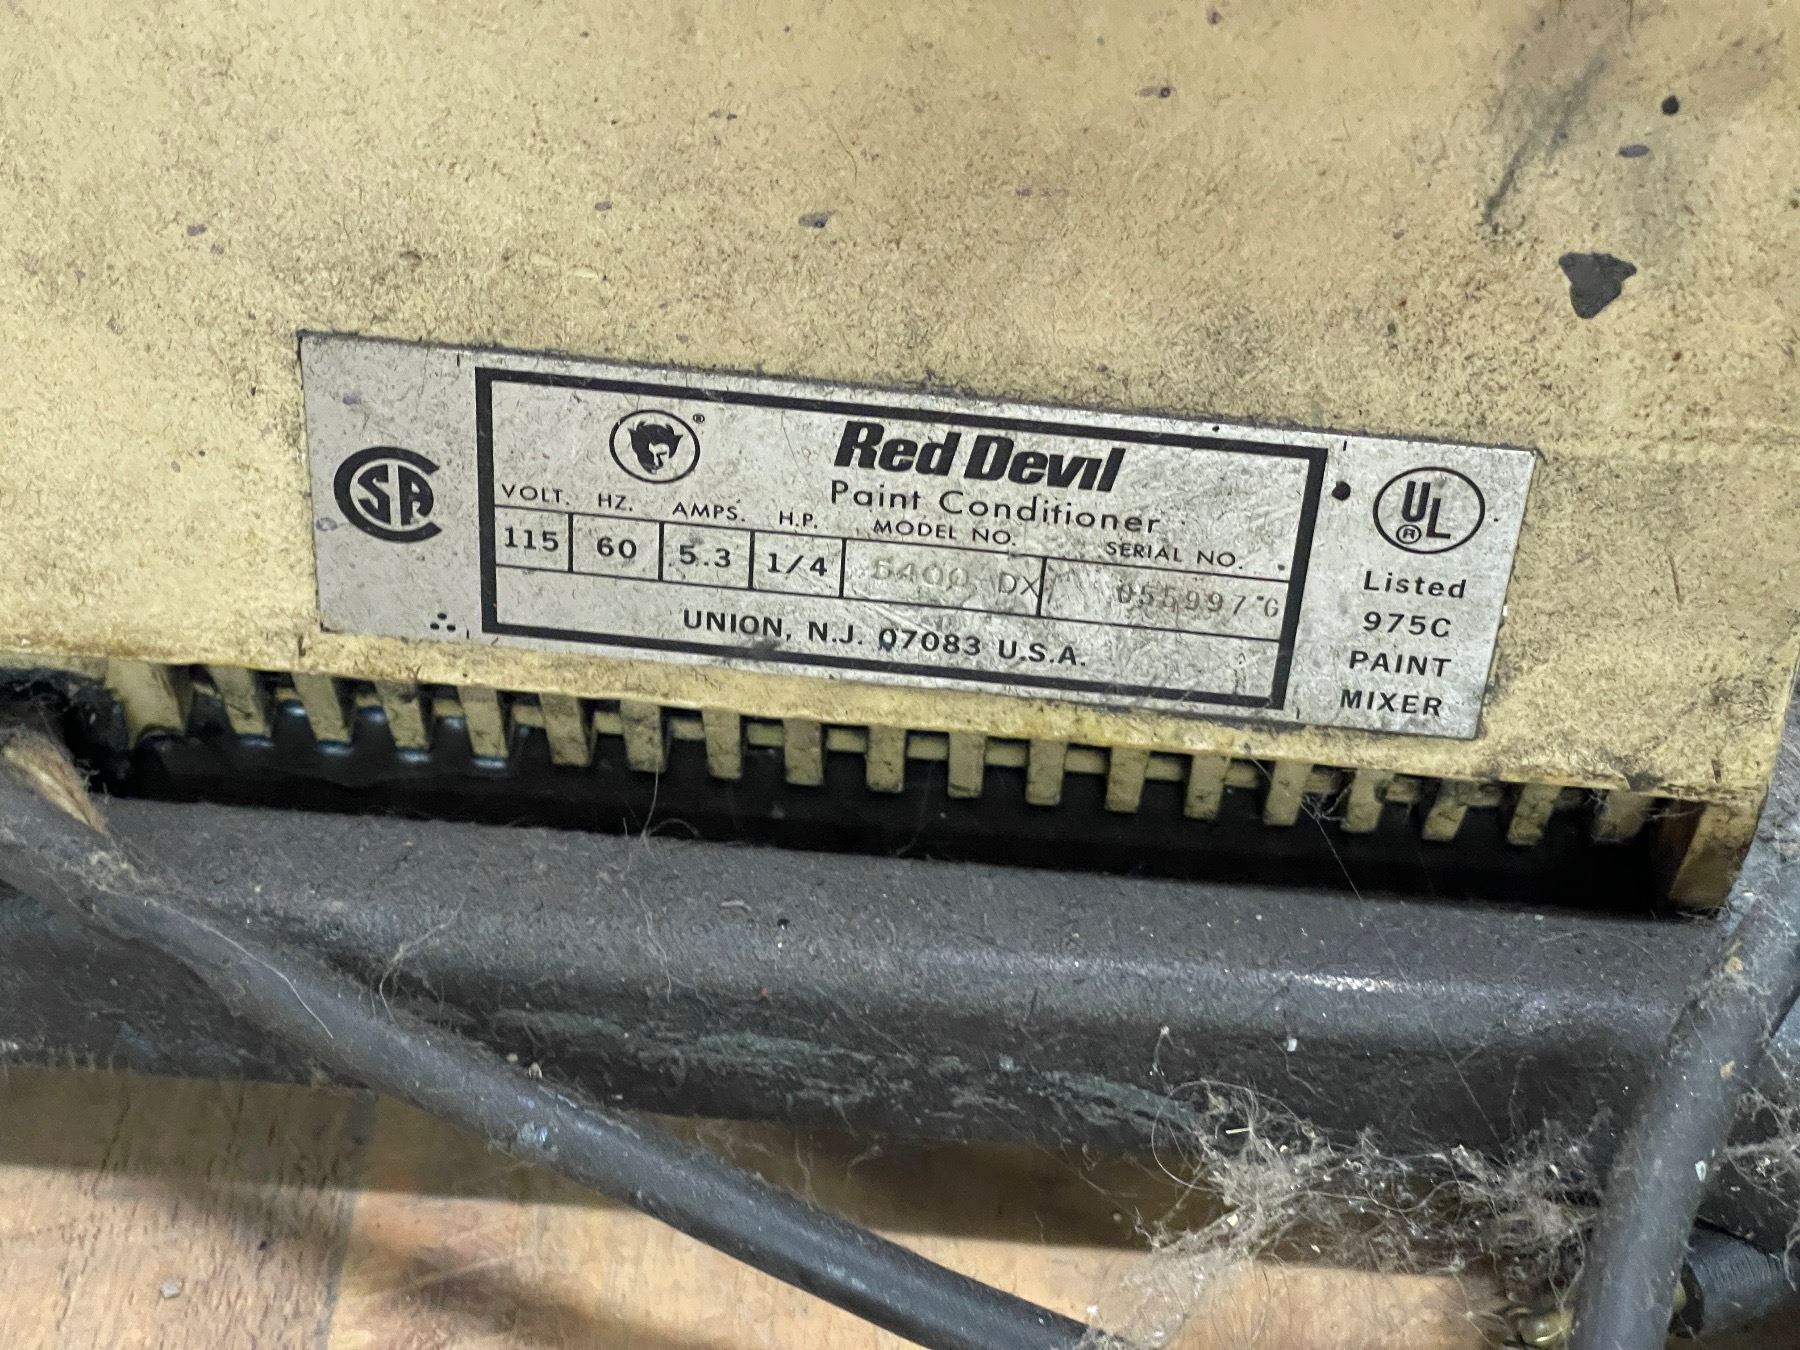 SA
®
Red Devil
Paint Conditioner
VOLT. HZ. AMPS. H.P. MODEL NO. SERIAL NO.
115 60 5.3 1/4 5400 DX 055997 G
UNION, N.J. 07083 U.S.A.
UL
®
Listed
975C
PAINT
MIXER